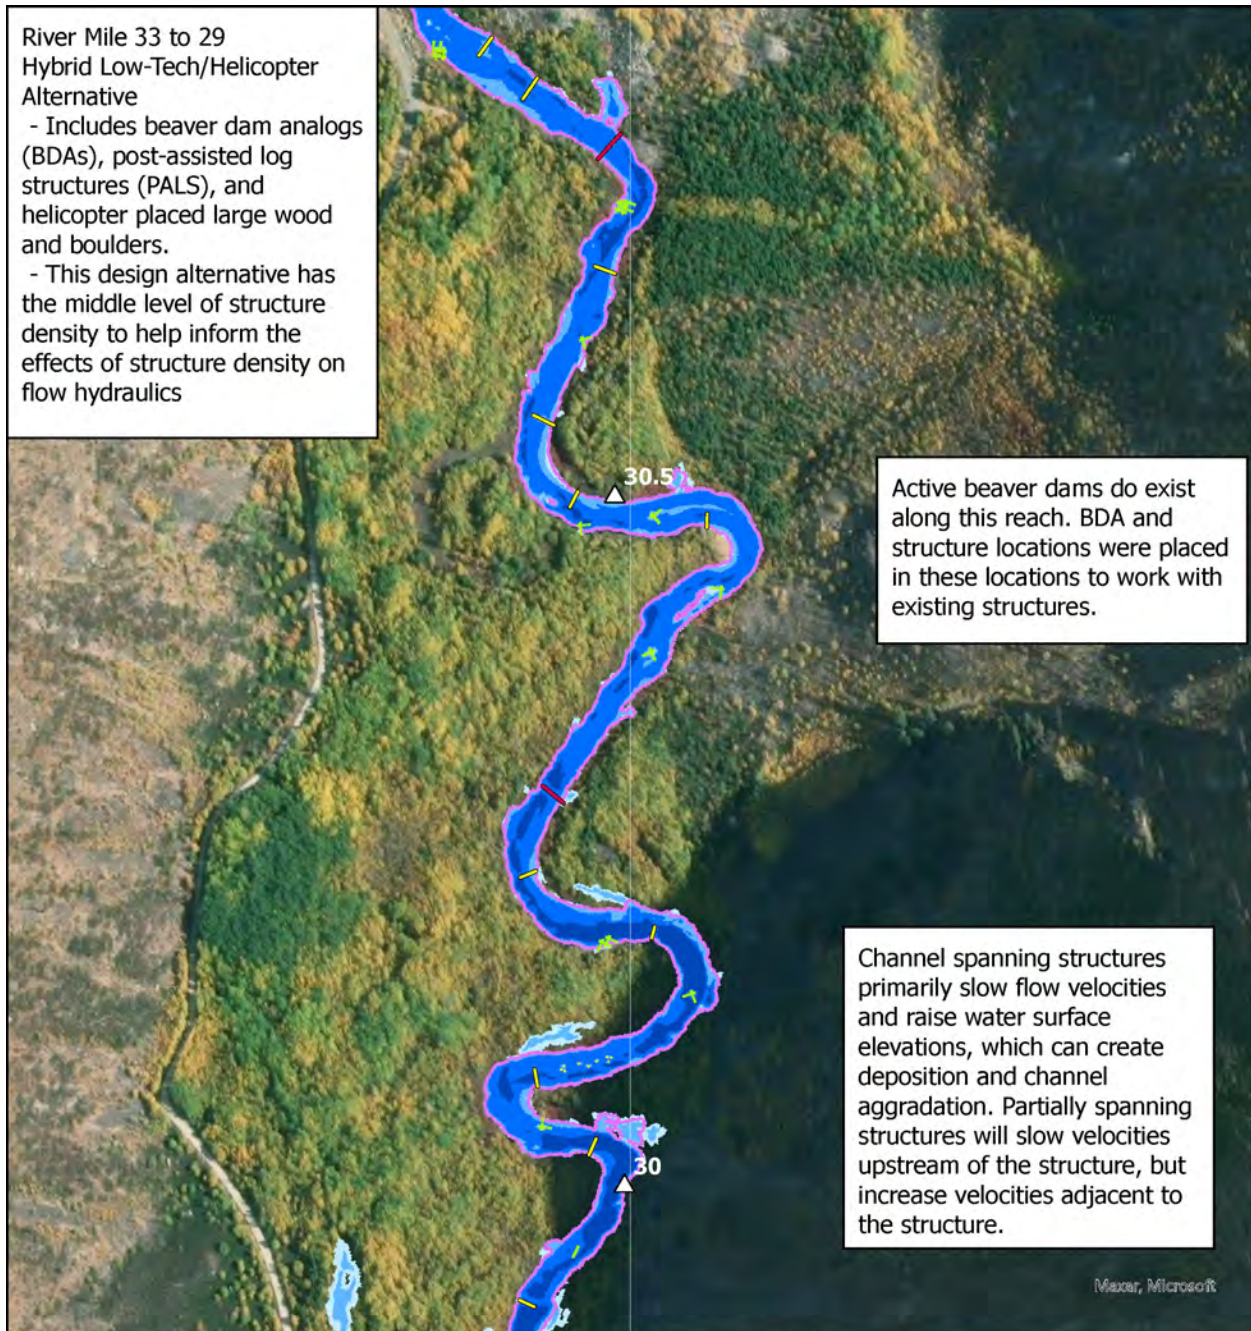 River Mile 33 to 29
Hybrid Low-Tech/Helicopter
Alternative
- Includes beaver dam analogs
(BDAs), post-assisted log
structures (PALS), and
helicopter placed large wood
and boulders.
- This design alternative has
the middle level of structure
density to help inform the
effects of structure density on
flow hydraulics
30.5
Active beaver dams do exist
along this reach. BDA and
structure locations were placed
in these locations to work with
existing structures.
Channel spanning structures
primarily slow flow velocities
and raise water surface
elevations, which can create
deposition and channel
aggradation. Partially spanning
structures will slow velocities
upstream of the structure, but
increase velocities adjacent to
the structure.
30
Maxar, Microsoft